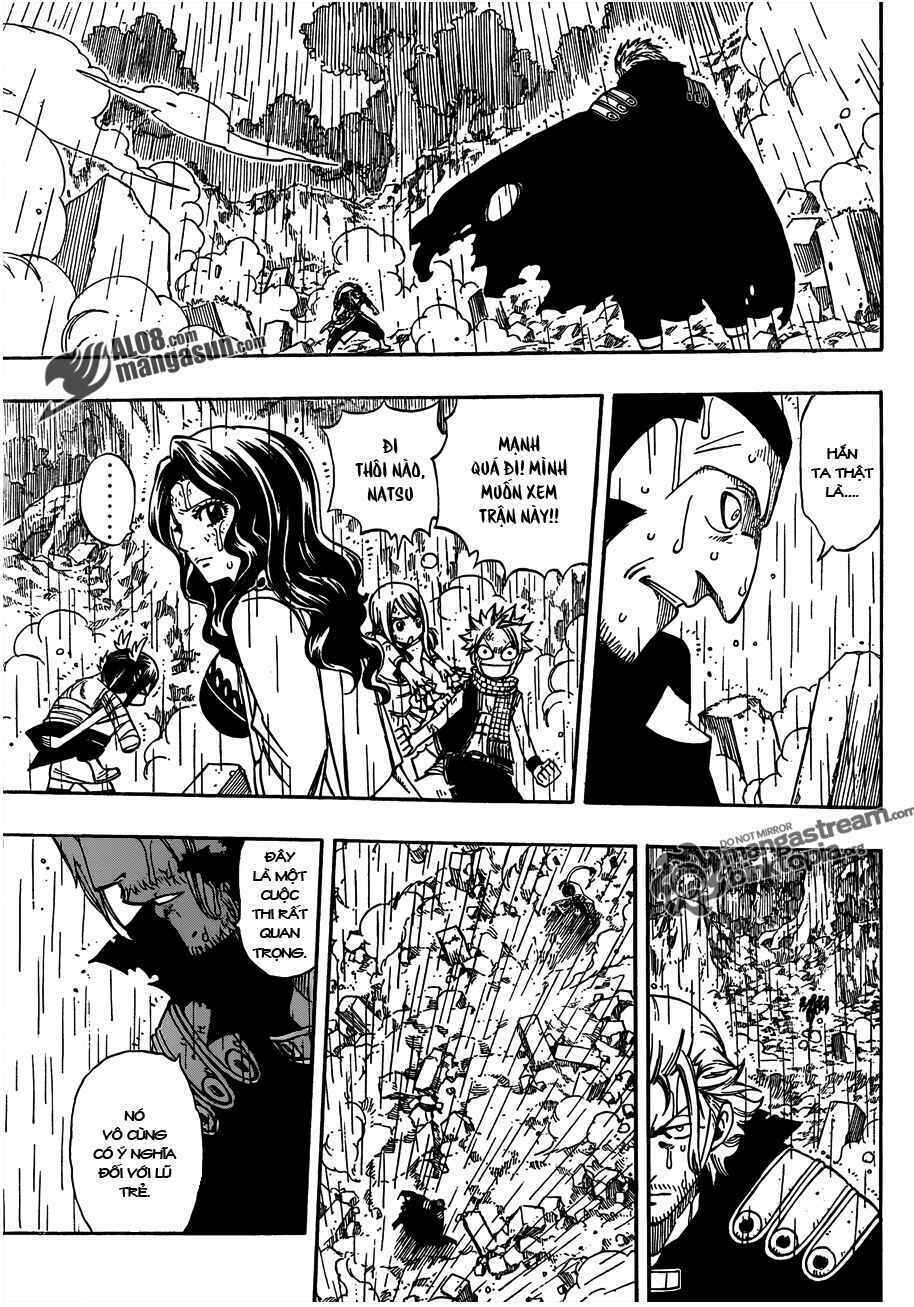 AL08.com
mangasun.com
HẮN
TA THẬT
LÀ.....
MẠNH
QUÁ ĐI! MÌNH
MUỐN XEM
TRẬN NÀY!!
ĐI
THÔI NÀO,
NATSU
........
DO NOT MIRROR
mangastream.com
ĐÂY
LÀ MỘT
CUỘC
THI RẤT
QUAN
TRỌNG.
NÓ
VÔ CÙNG
CÓ Ý NGHĨA
ĐỐI VỚI LŨ
TRẺ.